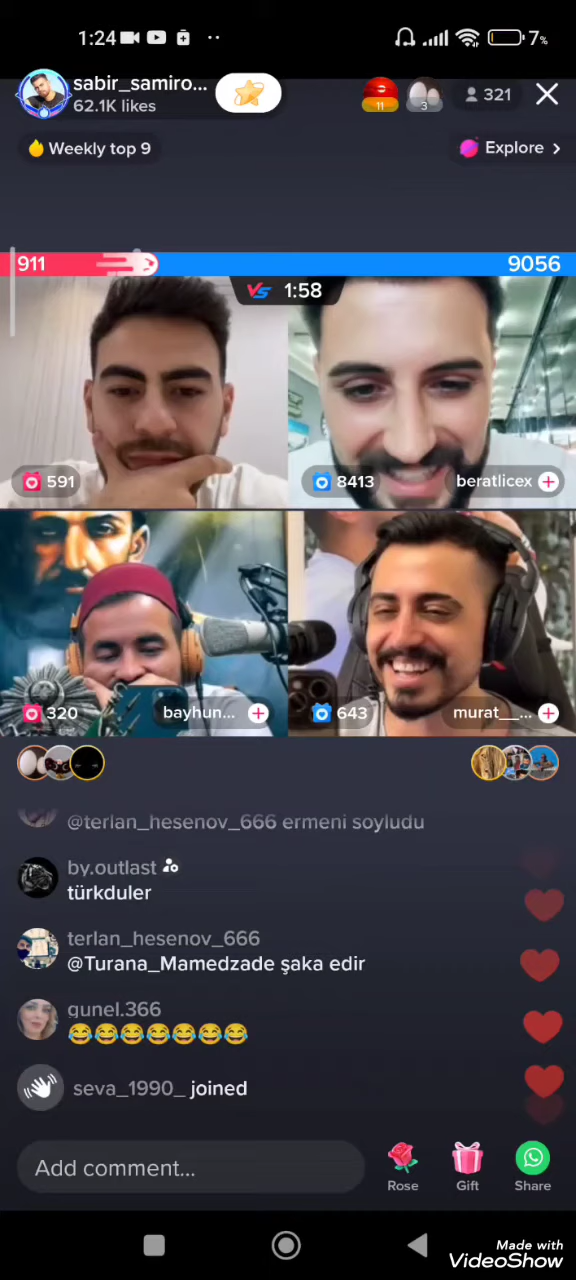 1:24
7%
sabir_samiro...
62.1K likes
11
3
321
Weekly top 9
Explore
911
9056
VS 1:58
591
8413
beratlicex
320
bayhun...
643
murat__...
@terlan_hesenov_666 ermeni soyludu
by.outlast
türkduler
terlan_hesenov_666
@Turana_Mamedzade şaka edir
gunel.366
😂😂😂😂😂😂😂
seva_1990_ joined
Add comment...
Rose
Gift
Share
Made with
VideoShow